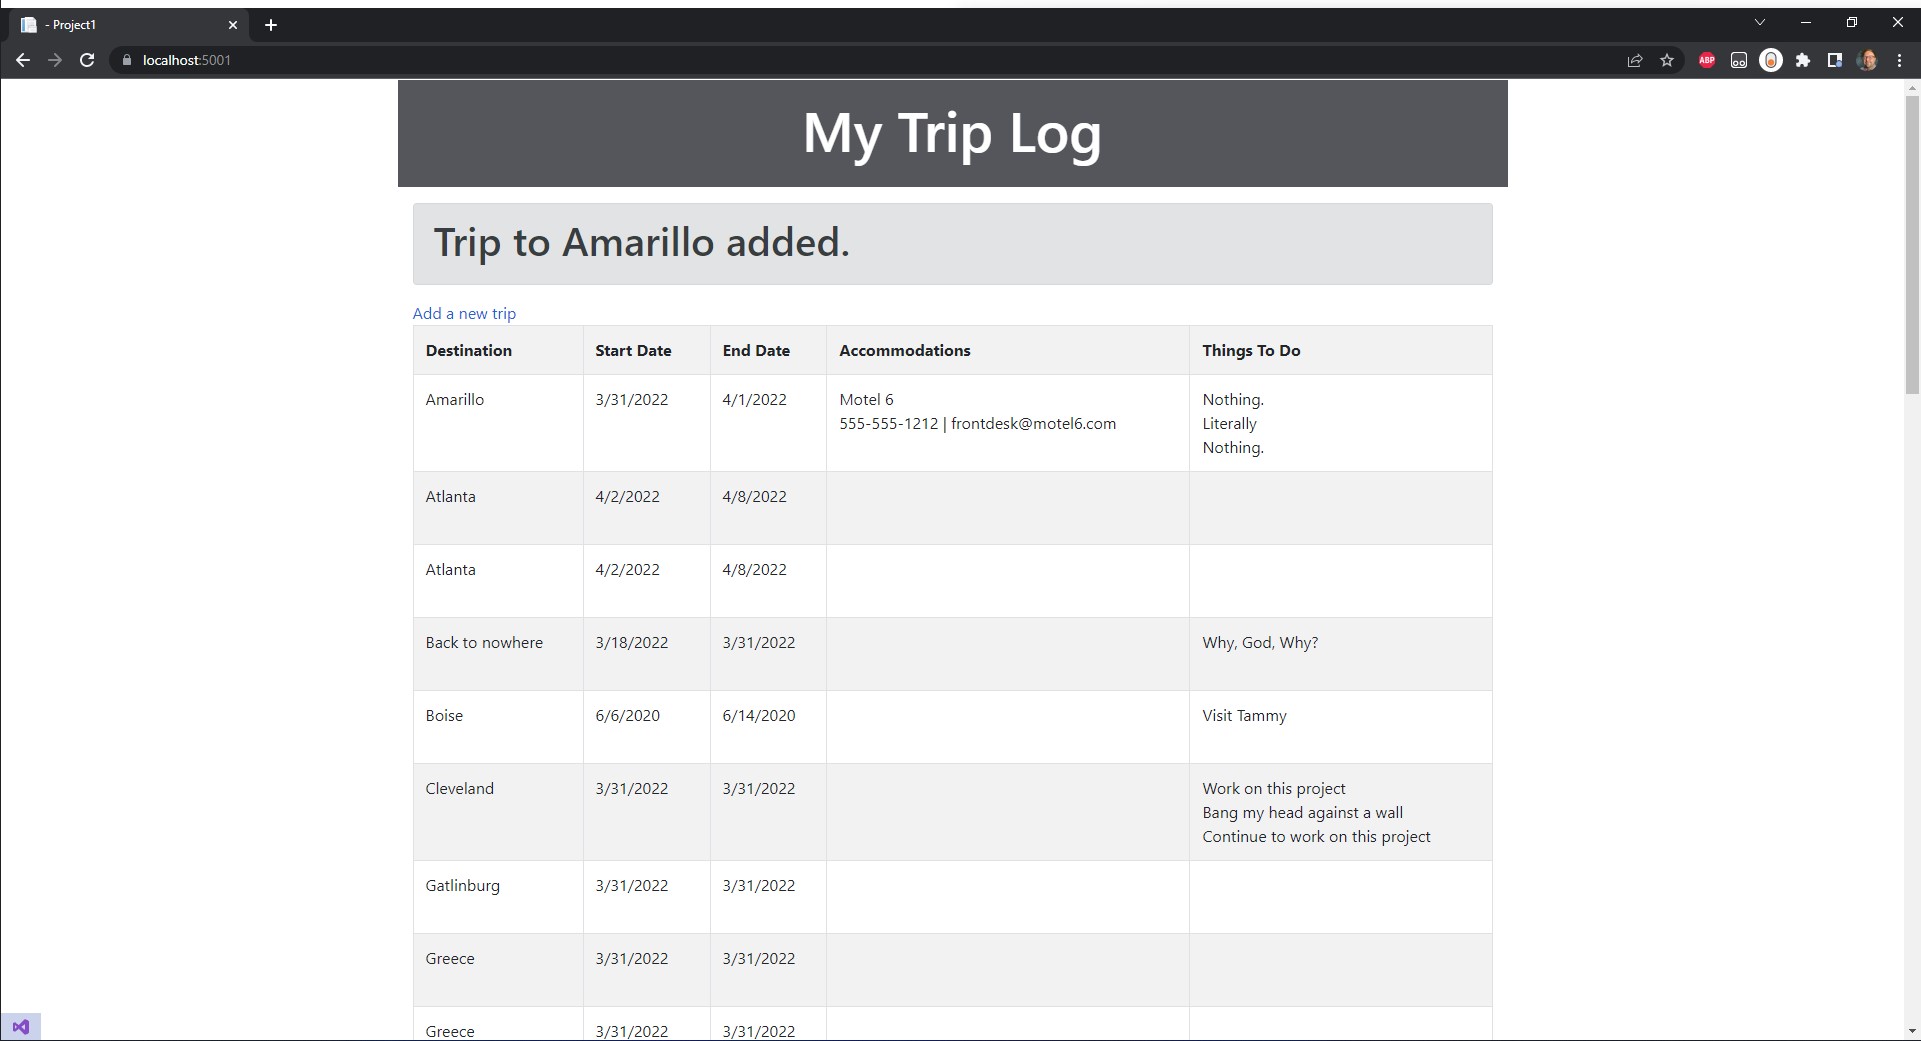 - Project1
localhost:5001
ABP
My Trip Log
Trip to Amarillo added.
Add a new trip
Destination Start Date End Date Accommodations Things To Do
Amarillo 3/31/2022 4/1/2022 Motel 6 Nothing.
555-555-1212 | frontdesk@motel6.com Literally
Nothing.
Atlanta 4/2/2022 4/8/2022
Atlanta 4/2/2022 4/8/2022
Back to nowhere 3/18/2022 3/31/2022 Why, God, Why?
Boise 6/6/2020 6/14/2020 Visit Tammy
Cleveland 3/31/2022 3/31/2022 Work on this project
Bang my head against a wall
Continue to work on this project
Gatlinburg 3/31/2022 3/31/2022
Greece 3/31/2022 3/31/2022
Greece 3/31/2022 3/31/2022